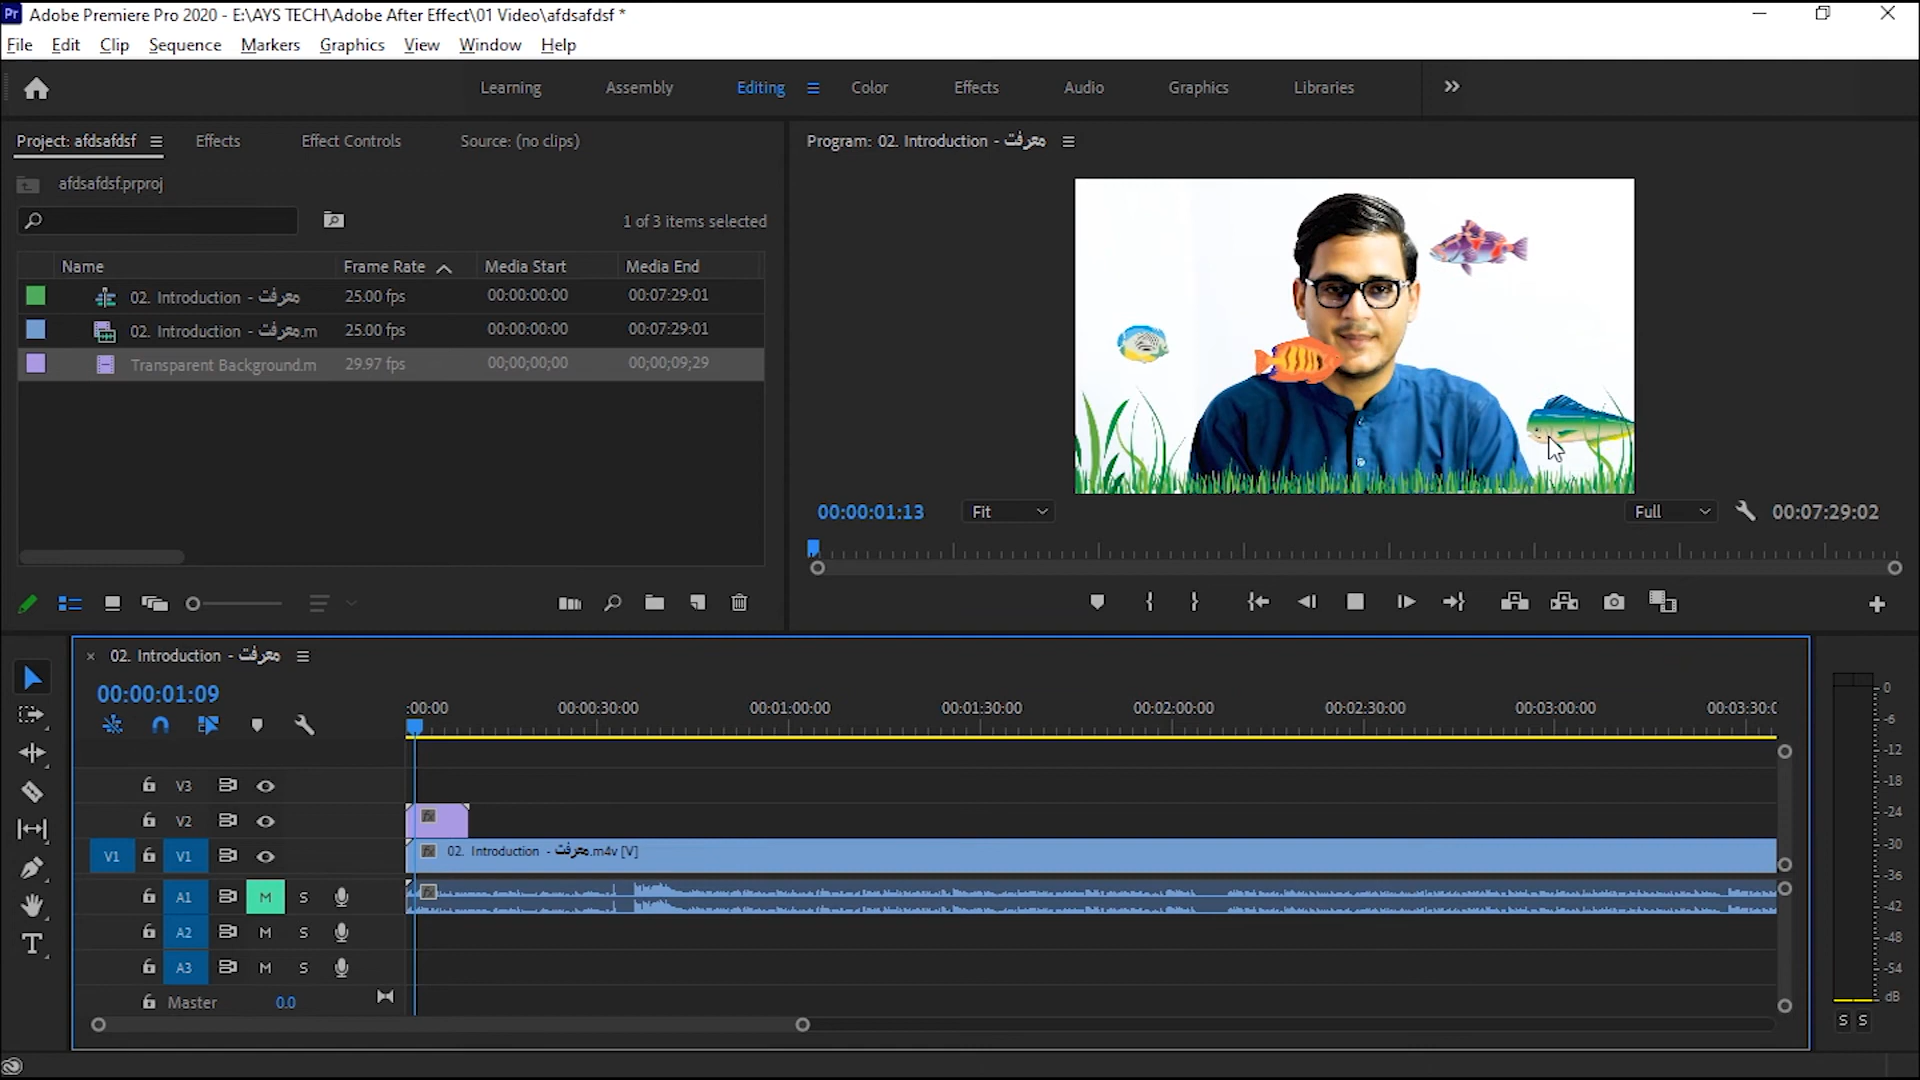 Adobe Premiere Pro 2020 - E:\AYS TECH\Adobe After Effect\01 Video\afdsafdsf *
File Edit Clip Sequence Markers Graphics View Window Help
Learning Assembly Editing Color Effects Audio Graphics Libraries
Project: afdsafdsf Effects Effect Controls Source: (no clips)
Program: 02. Introduction - معرفت
afdsafdsf.prproj
1 of 3 items selected
Name Frame Rate Media Start Media End
02. Introduction - معرفت 25.00 fps 00:00:00:00 00:07:29:01
02. Introduction - معرفت.m 25.00 fps 00:00:00:00 00:07:29:01
Transparent Background.m 29.97 fps 00;00;00;00 00;00;09;29
00:00:01:13 Fit Full 00:07:29:02
02. Introduction - معرفت
00:00:01:09
:00:00 00:00:30:00 00:01:00:00 00:01:30:00 00:02:00:00 00:02:30:00 00:03:00:00 00:03:30:0
V3
V2
V1 V1 02. Introduction - معرفت.m4v [V]
A1 M S
A2 M S
A3 M S
Master 0.0
0
-6
-12
-18
-24
-30
-36
-42
-48
-54
dB
S S